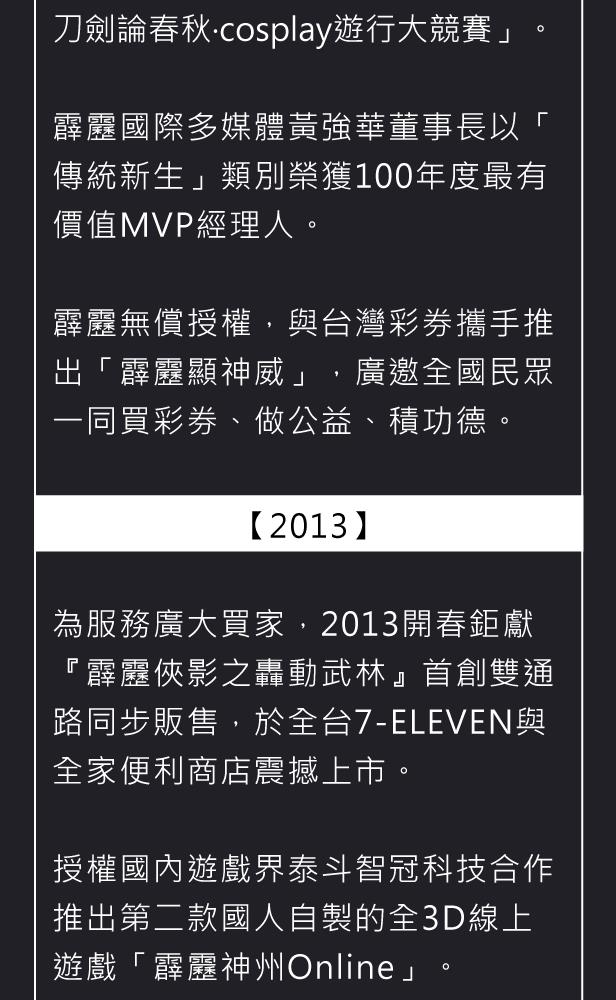 刀劍論春秋·cosplay遊行大競賽」。
霹靂國際多媒體黃強華董事長以「
傳統新生」類別榮獲100年度最有
價值MVP經理人。
霹靂無償授權，與台灣彩券攜手推
出「霹靂顯神威」，廣邀全國民眾
一同買彩券、做公益、積功德。
【2013】
為服務廣大買家，2013開春鉅獻
『霹靂俠影之轟動武林』首創雙通
路同步販售，於全台7-ELEVEN與
全家便利商店震撼上市。
授權國內遊戲界泰斗智冠科技合作
推出第二款國人自製的全3D線上
遊戲「霹靂神州Online」。